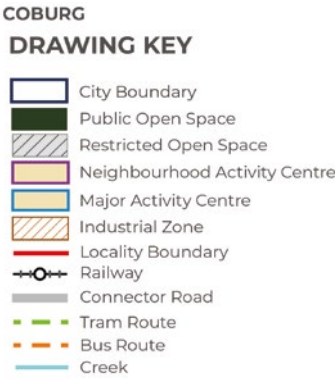 COBURG
DRAWING KEY
City Boundary
Public Open Space
Restricted Open Space
Neighbourhood Activity Centre
Major Activity Centre
Industrial Zone
Locality Boundary
Railway
Connector Road
Tram Route
Bus Route
Creek